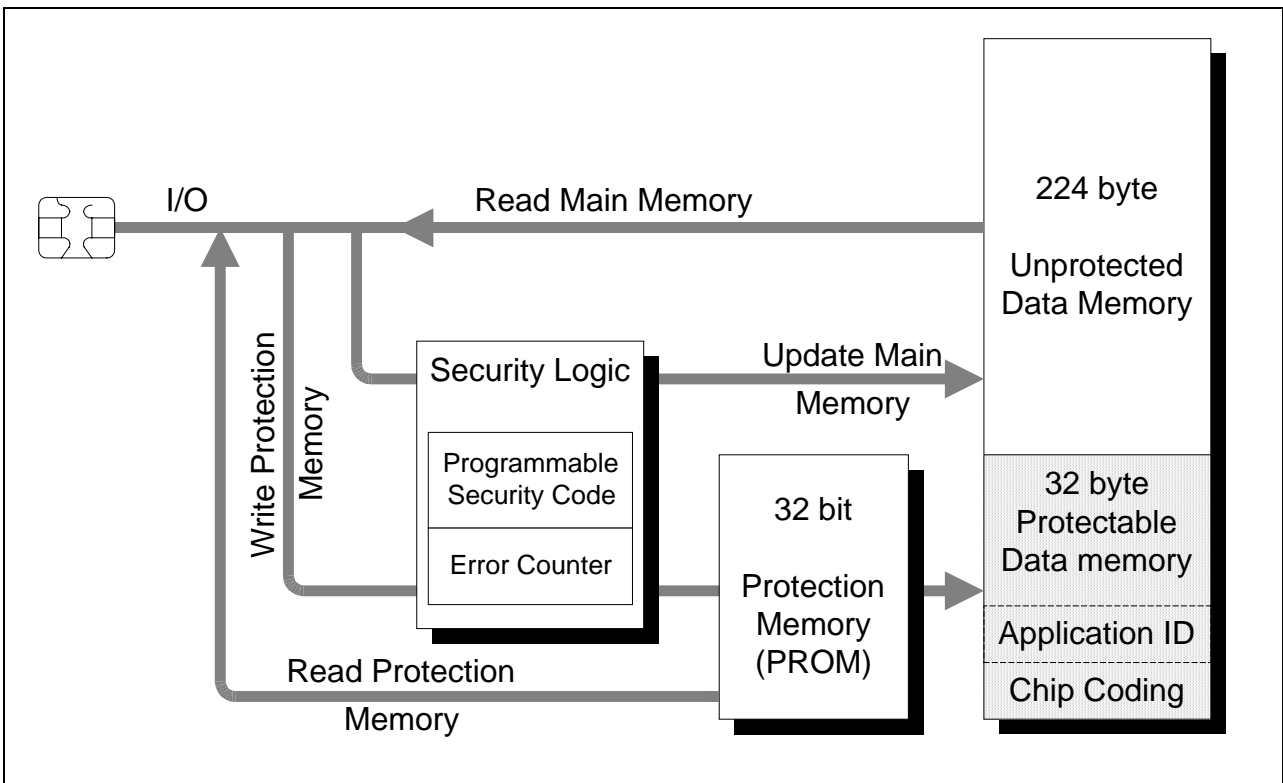 I/O
Read Main Memory
224 byte
Unprotected
Data Memory
Write Protection
Memory
Security Logic
Programmable
Security Code
Error Counter
Update Main
Memory
32 bit
Protection
Memory
(PROM)
32 byte
Protectable
Data memory
Application ID
Chip Coding
Read Protection
Memory